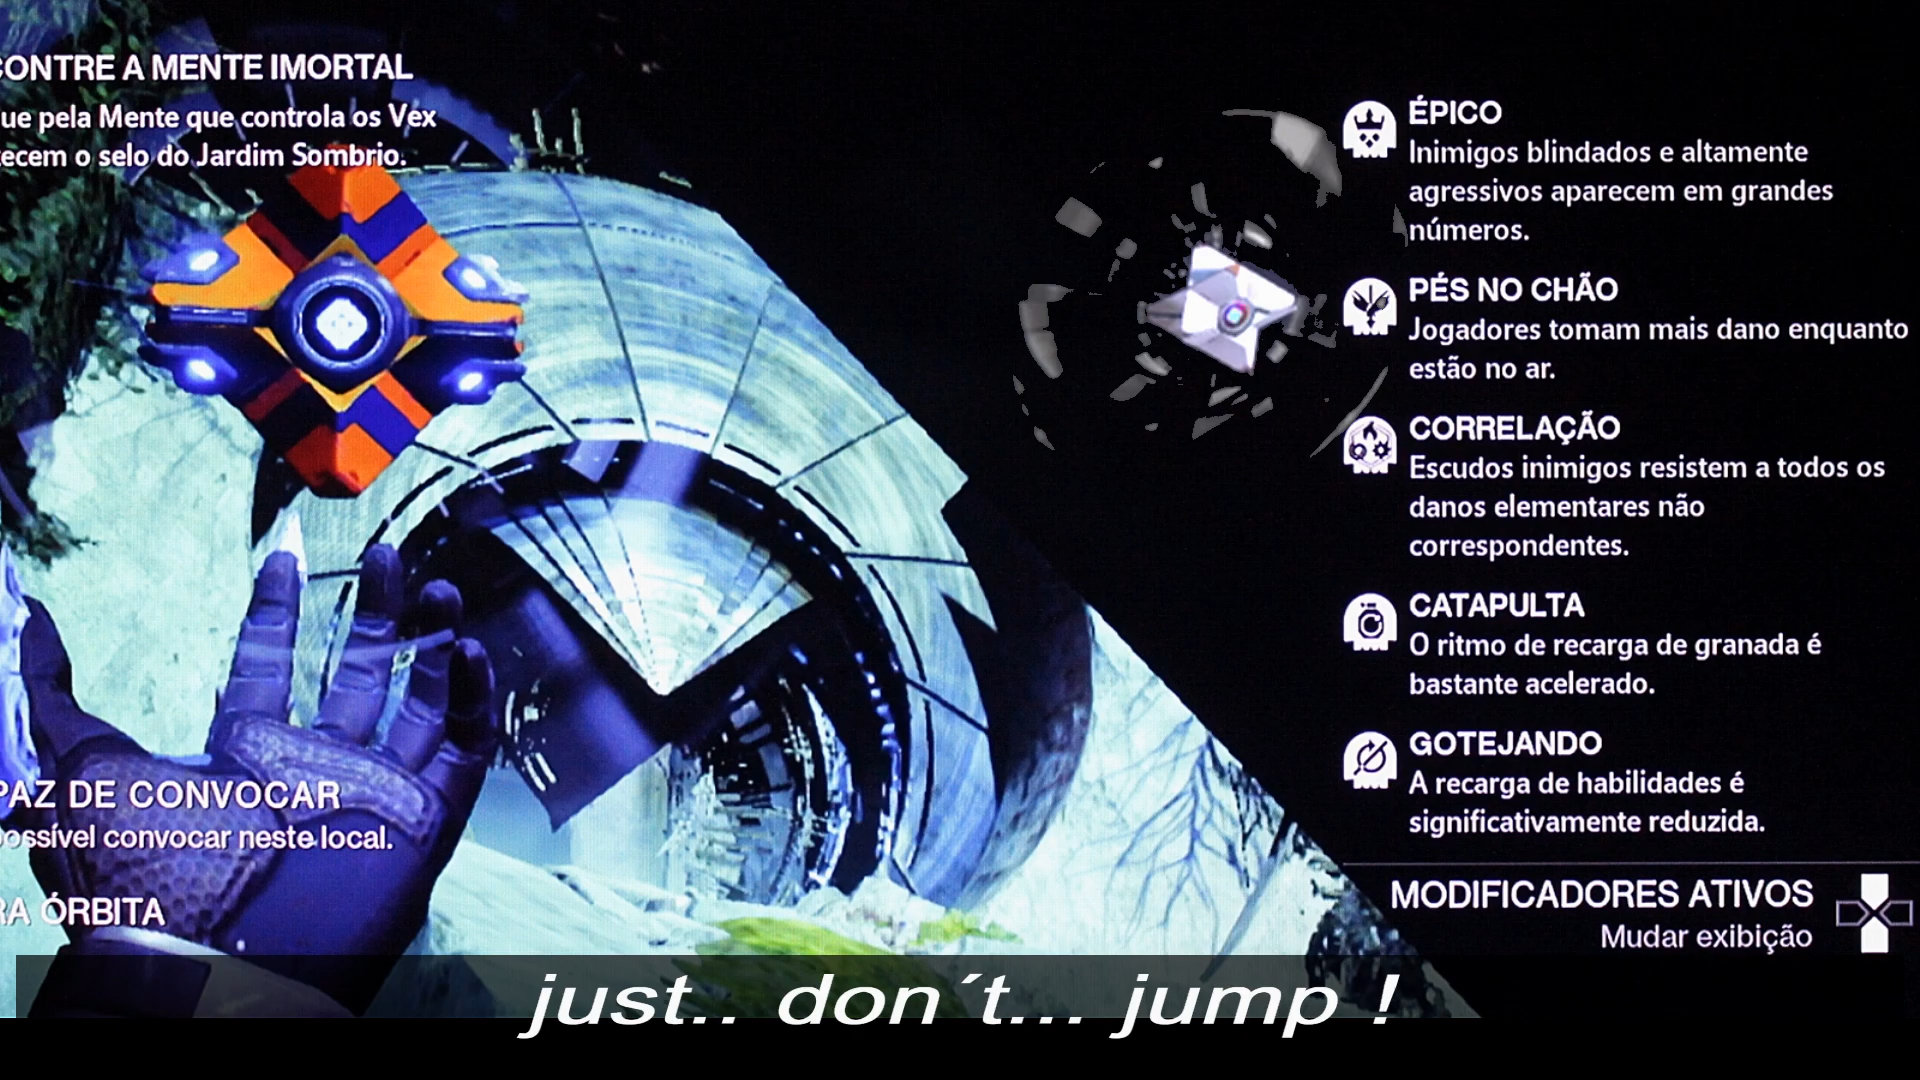 CONTRE A MENTE IMORTAL
ue pela Mente que controla os Vex
ecem o selo do Jardim Sombrio.
PAZ DE CONVOCAR
ossível convocar neste local.
RA ÓRBITA
ÉPICO
Inimigos blindados e altamente
agressivos aparecem em grandes
números.
PÉS NO CHÃO
Jogadores tomam mais dano enquanto
estão no ar.
CORRELAÇÃO
Escudos inimigos resistem a todos os
danos elementares não
correspondentes.
CATAPULTA
O ritmo de recarga de granada é
bastante acelerado.
GOTEJANDO
A recarga de habilidades é
significativamente reduzida.
MODIFICADORES ATIVOS
Mudar exibição
just.. don´t... jump !